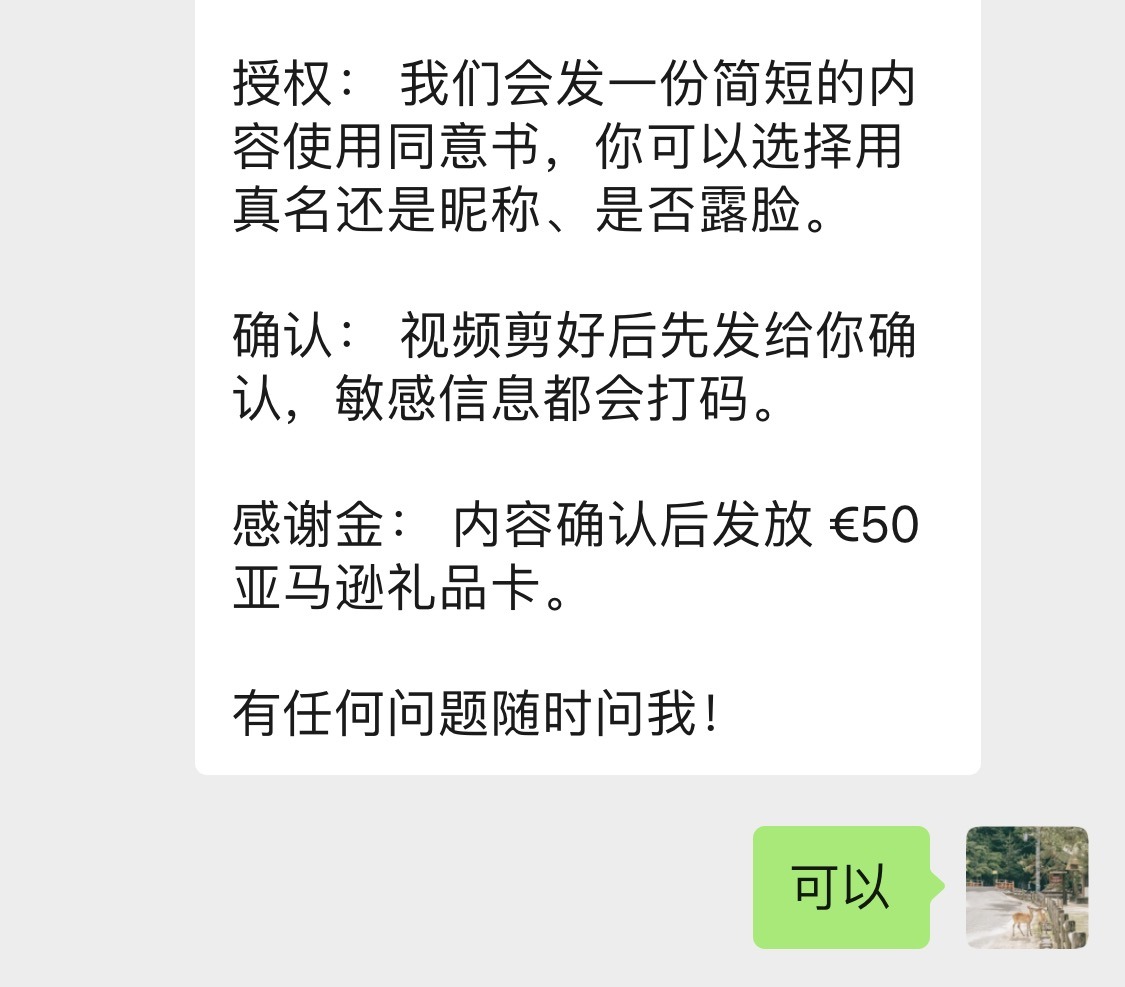 授权： 我们会发一份简短的内
容使用同意书，你可以选择用
真名还是昵称、是否露脸。
确认： 视频剪好后先发给你确
认，敏感信息都会打码。
感谢金： 内容确认后发放 €50
亚马逊礼品卡。
有任何问题随时问我！
可以